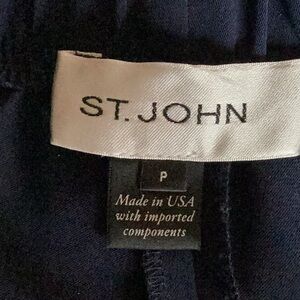 ST. JOHN
P
Made in USA
with imported
components